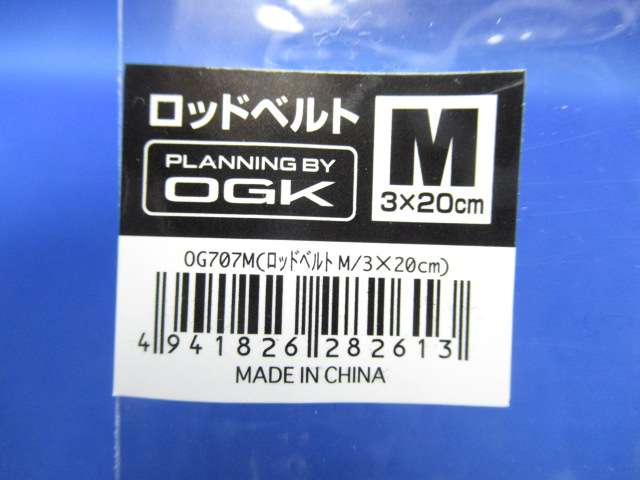 ロッドベルト
PLANNING BY
OGK
M
3×20cm
OG707M(ﾛｯﾄﾞﾍﾞﾙﾄ M/3×20cm)
4 941826 282613
MADE IN CHINA